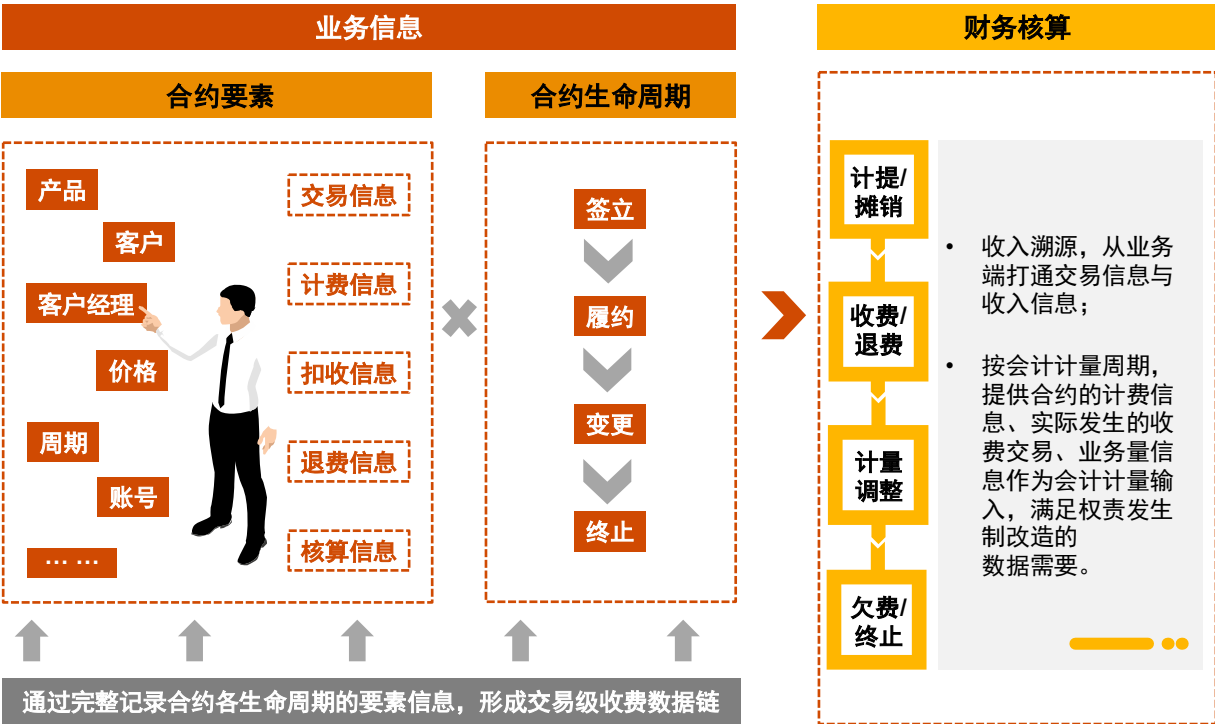 业务信息
财务核算
合约要素
合约生命周期
产品
客户
客户经理
价格
周期
账号
... ...
交易信息
计费信息
扣收信息
退费信息
核算信息
签立
履约
变更
终止
计提/
摊销
收费/
退费
计量
调整
欠费/
终止
• 收入溯源，从业务
端打通交易信息与
收入信息；
• 按会计计量周期，
提供合约的计费信
息、实际发生的收
费交易、业务量信
息作为会计计量输
入，满足权责发生
制改造的
数据需要。
通过完整记录合约各生命周期的要素信息，形成交易级收费数据链